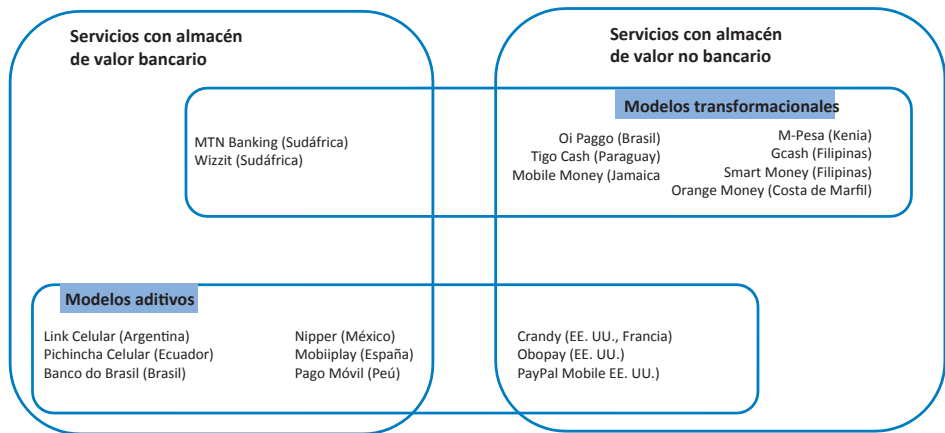 Servicios con almacén
de valor bancario
Servicios con almacén
de valor no bancario
Modelos transformacionales
MTN Banking (Sudáfrica)
Wizzit (Sudáfrica)
Oi Paggo (Brasil)
Tigo Cash (Paraguay)
Mobile Money (Jamaica
M-Pesa (Kenia)
Gcash (Filipinas)
Smart Money (Filipinas)
Orange Money (Costa de Marfil)
Modelos aditivos
Link Celular (Argentina)
Pichincha Celular (Ecuador)
Banco do Brasil (Brasil)
Nipper (México)
Mobiiplay (España)
Pago Móvil (Peú)
Crandy (EE. UU., Francia)
Obopay (EE. UU.)
PayPal Mobile EE. UU.)